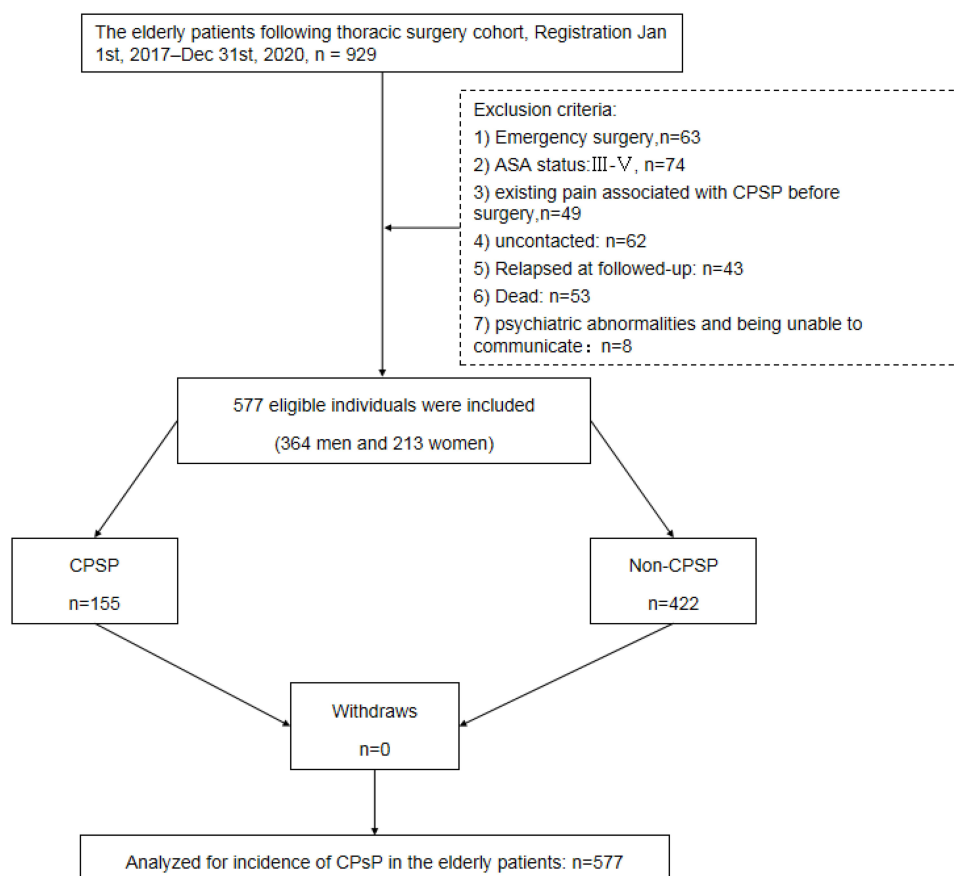 The elderly patients following thoracic surgery cohort, Registration Jan
1st, 2017–Dec 31st, 2020, n = 929
Exclusion criteria:
1) Emergency surgery,n=63
2) ASA status:Ⅲ-Ⅴ, n=74
3) existing pain associated with CPSP before
surgery,n=49
4) uncontacted: n=62
5) Relapsed at followed-up: n=43
6) Dead: n=53
7) psychiatric abnormalities and being unable to
communicate：n=8
577 eligible individuals were included
(364 men and 213 women)
CPSP
n=155
Non-CPSP
n=422
Withdraws
n=0
Analyzed for incidence of CPsP in the elderly patients: n=577